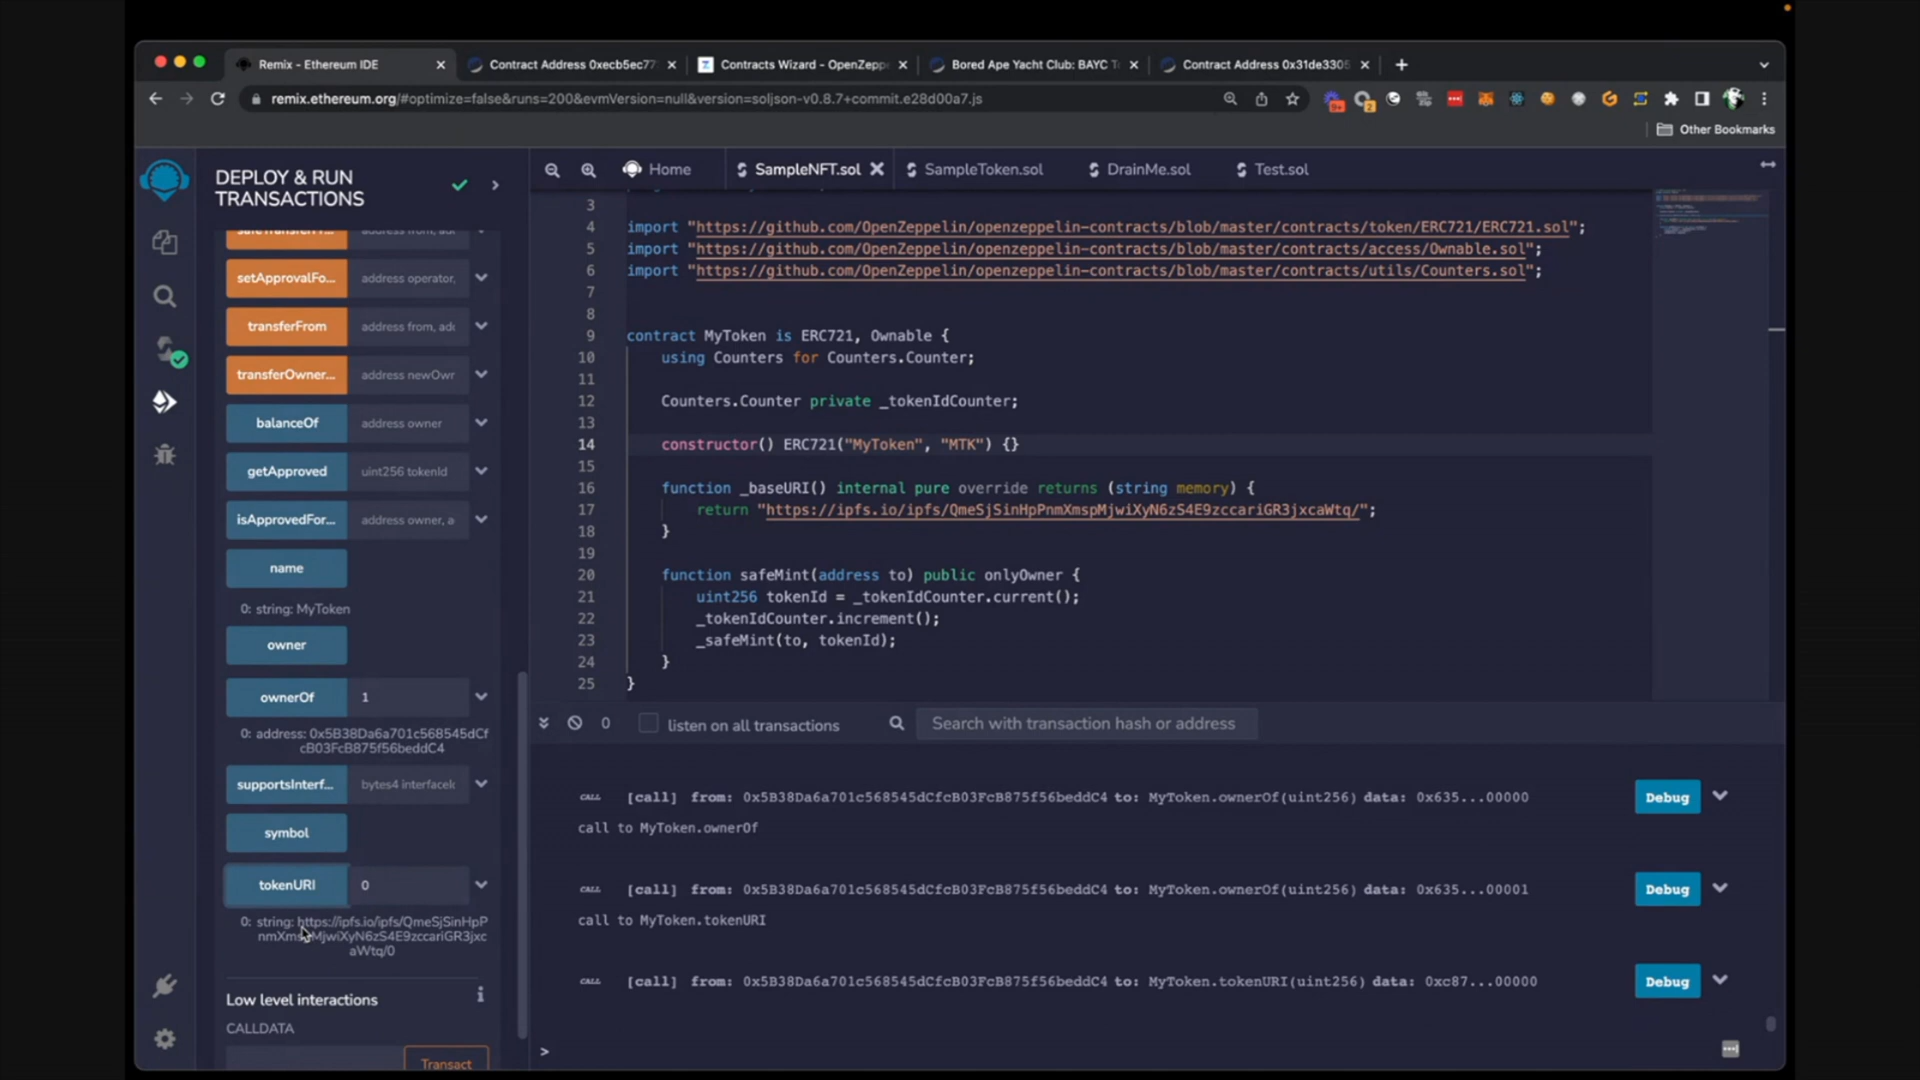 Remix - Ethereum IDE
Contract Address 0xecb5ec77
Contracts Wizard - OpenZepp
Bored Ape Yacht Club: BAYC T
Contract Address 0x31de3305
remix.ethereum.org/#optimize=false&runs=200&evmVersion=null&version=soljson-v0.8.7+commit.e28d00a7.js
Other Bookmarks
DEPLOY & RUN
TRANSACTIONS
setApprovalFo...
address operator,
transferFrom
address from, adc
transferOwner...
address newOwr
balanceOf
address owner
getApproved
uint256 tokenId
isApprovedFor...
address owner, a
name
0: string: MyToken
owner
ownerOf
1
0: address: 0x5B38Da6a701c568545dCf
cB03FcB875f56beddC4
supportsInterf...
bytes4 interfaceIc
symbol
tokenURI
0
0: string: https://ipfs.io/ipfs/QmeSjSinHpP
MjwiXyN6zS4E9zccariGR3jxc
aWtq/0
Low level interactions
CALLDATA
Transact
Home
SampleNFT.sol
SampleToken.sol
DrainMe.sol
Test.sol
3
4 import "https://github.com/OpenZeppelin/openzeppelin-contracts/blob/master/contracts/token/ERC721/ERC721.sol";
5 import "https://github.com/OpenZeppelin/openzeppelin-contracts/blob/master/contracts/access/Ownable.sol";
6 import "https://github.com/OpenZeppelin/openzeppelin-contracts/blob/master/contracts/utils/Counters.sol";
7
8
9 contract MyToken is ERC721, Ownable {
10 using Counters for Counters.Counter;
11
12 Counters.Counter private _tokenIdCounter;
13
14 constructor() ERC721("MyToken", "MTK") {}
15
16 function _baseURI() internal pure override returns (string memory) {
17 return "https://ipfs.io/ipfs/QmeSjSinHpPnmXmspMjwiXyN6zS4E9zccariGR3jxcaWtq/";
18 }
19
20 function safeMint(address to) public onlyOwner {
21 uint256 tokenId = _tokenIdCounter.current();
22 _tokenIdCounter.increment();
23 _safeMint(to, tokenId);
24 }
25 }
0
listen on all transactions
Search with transaction hash or address
CALL [call] from: 0x5B38Da6a701c568545dCfcB03FcB875f56beddC4 to: MyToken.ownerOf(uint256) data: 0x635...00000
Debug
call to MyToken.ownerOf
CALL [call] from: 0x5B38Da6a701c568545dCfcB03FcB875f56beddC4 to: MyToken.ownerOf(uint256) data: 0x635...00001
Debug
call to MyToken.tokenURI
CALL [call] from: 0x5B38Da6a701c568545dCfcB03FcB875f56beddC4 to: MyToken.tokenURI(uint256) data: 0xc87...00000
Debug
>